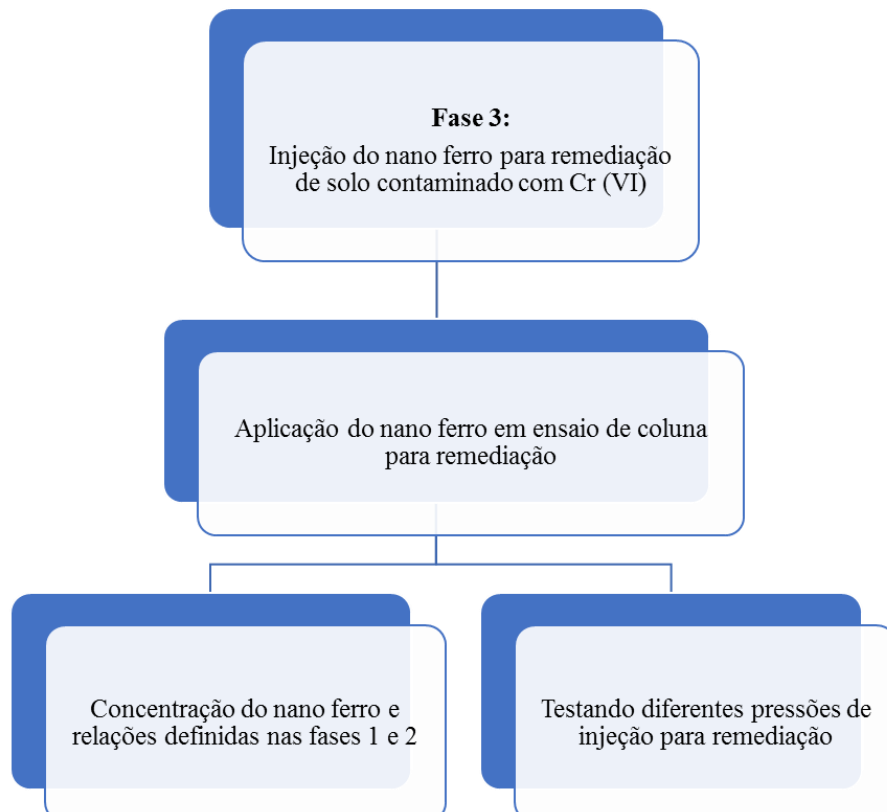 Fase 3:
Injeção do nano ferro para remediação
de solo contaminado com Cr (VI)
Aplicação do nano ferro em ensaio de coluna
para remediação
Concentração do nano ferro e
relações definidas nas fases 1 e 2
Testando diferentes pressões de
injeção para remediação